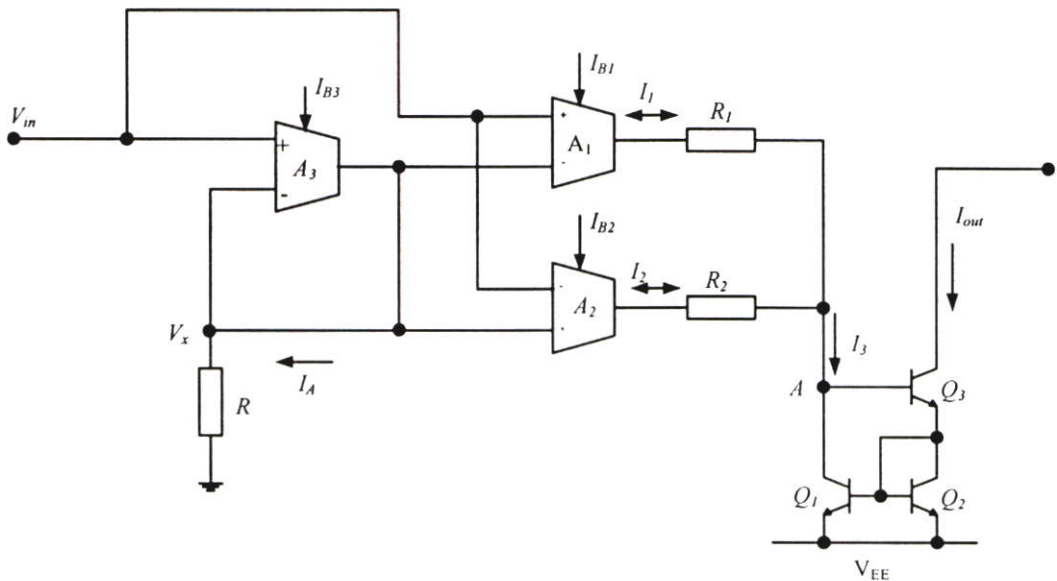 I_B1
I_B3
I_1
R_1
V_in
+
+
A_1
-
A_3
-
I_B2
I_out
I_2
R_2
-
A_2
-
V_x
I_3
I_A
A
Q_3
R
Q_1
Q_2
V_EE